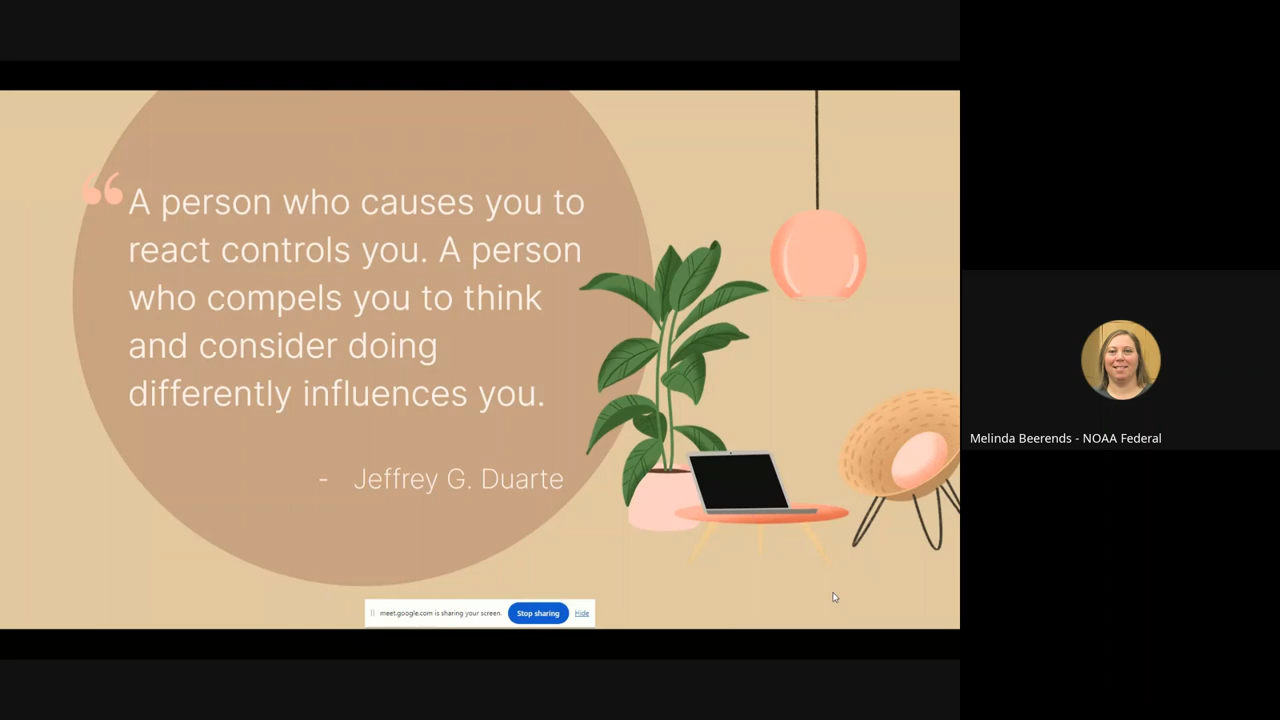 “A person who causes you to
react controls you. A person
who compels you to think
and consider doing
differently influences you.
- Jeffrey G. Duarte
meet.google.com is sharing your screen. Stop sharing Hide
Melinda Beerends - NOAA Federal